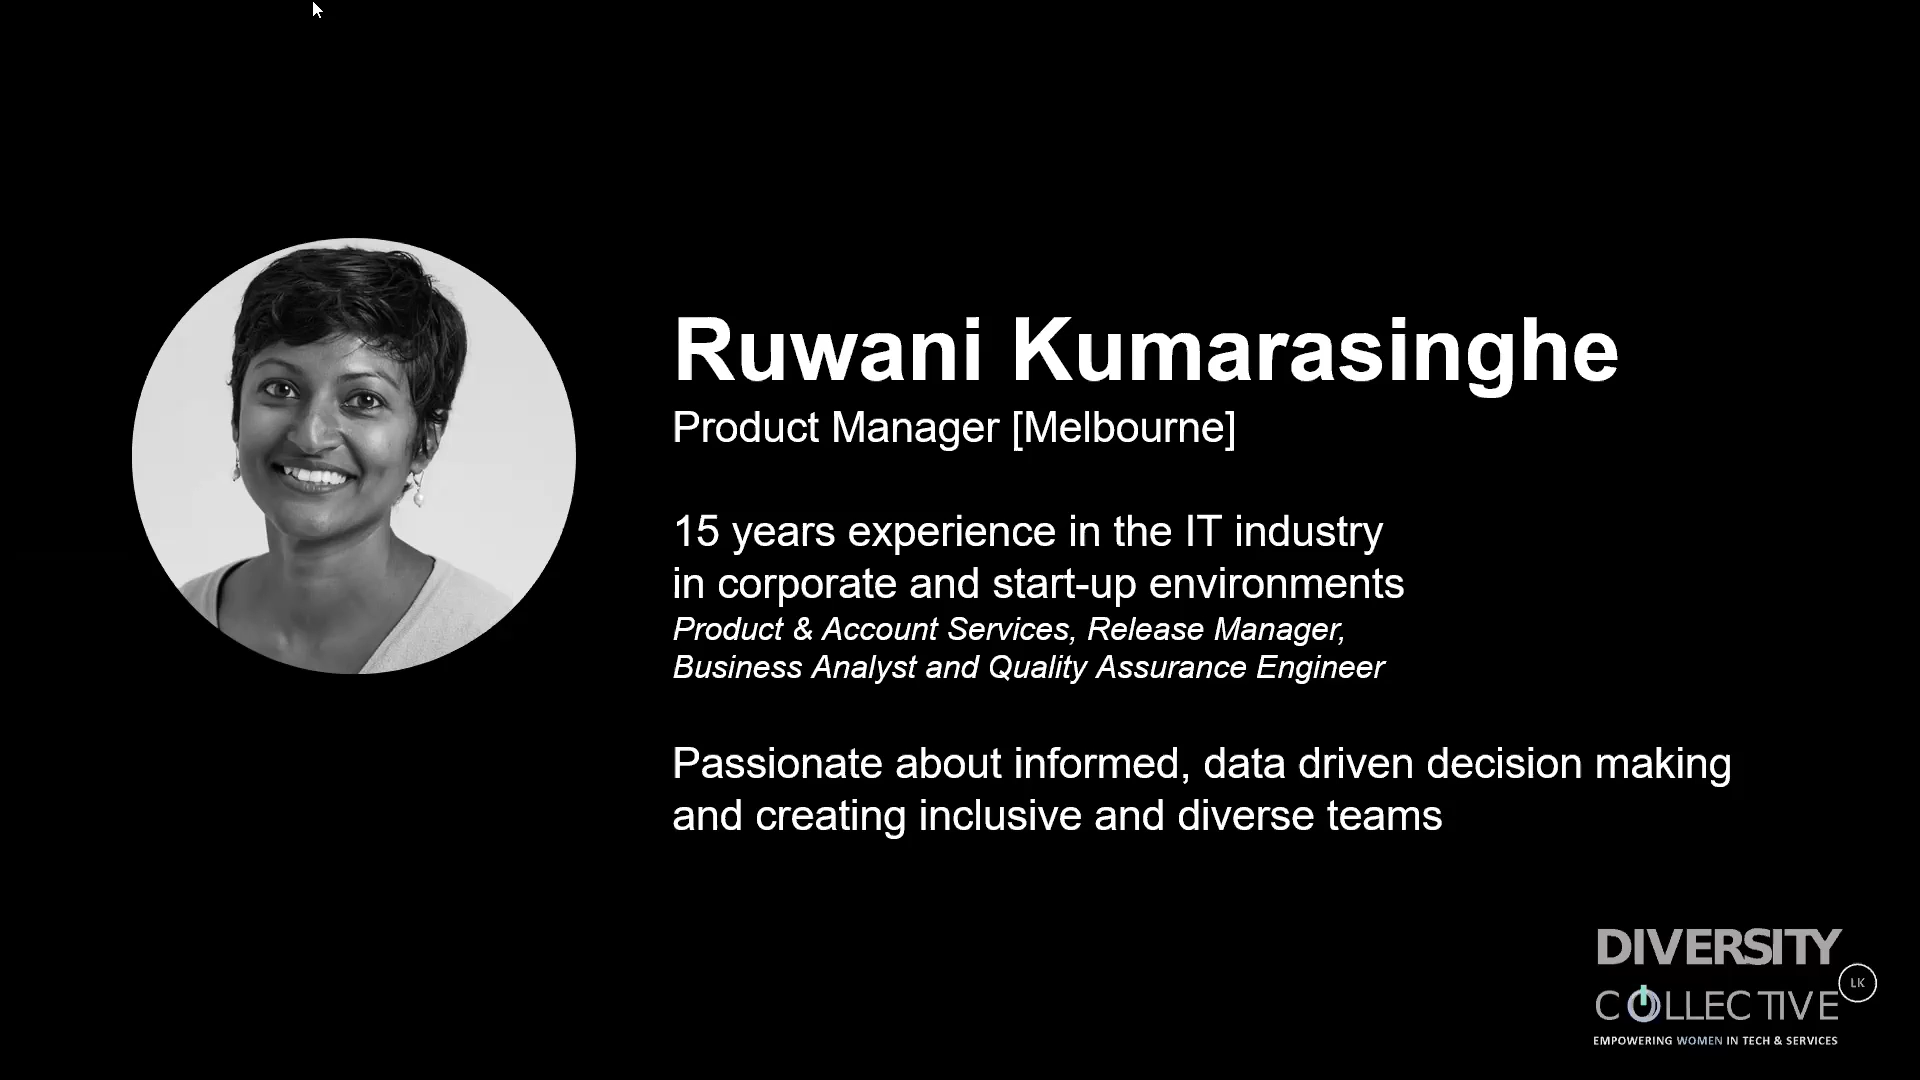 Ruwani Kumarasinghe
Product Manager [Melbourne]
15 years experience in the IT industry
in corporate and start-up environments
Product & Account Services, Release Manager,
Business Analyst and Quality Assurance Engineer
Passionate about informed, data driven decision making
and creating inclusive and diverse teams
DIVERSITY
COLLECTIVE
LK
EMPOWERING WOMEN IN TECH & SERVICES